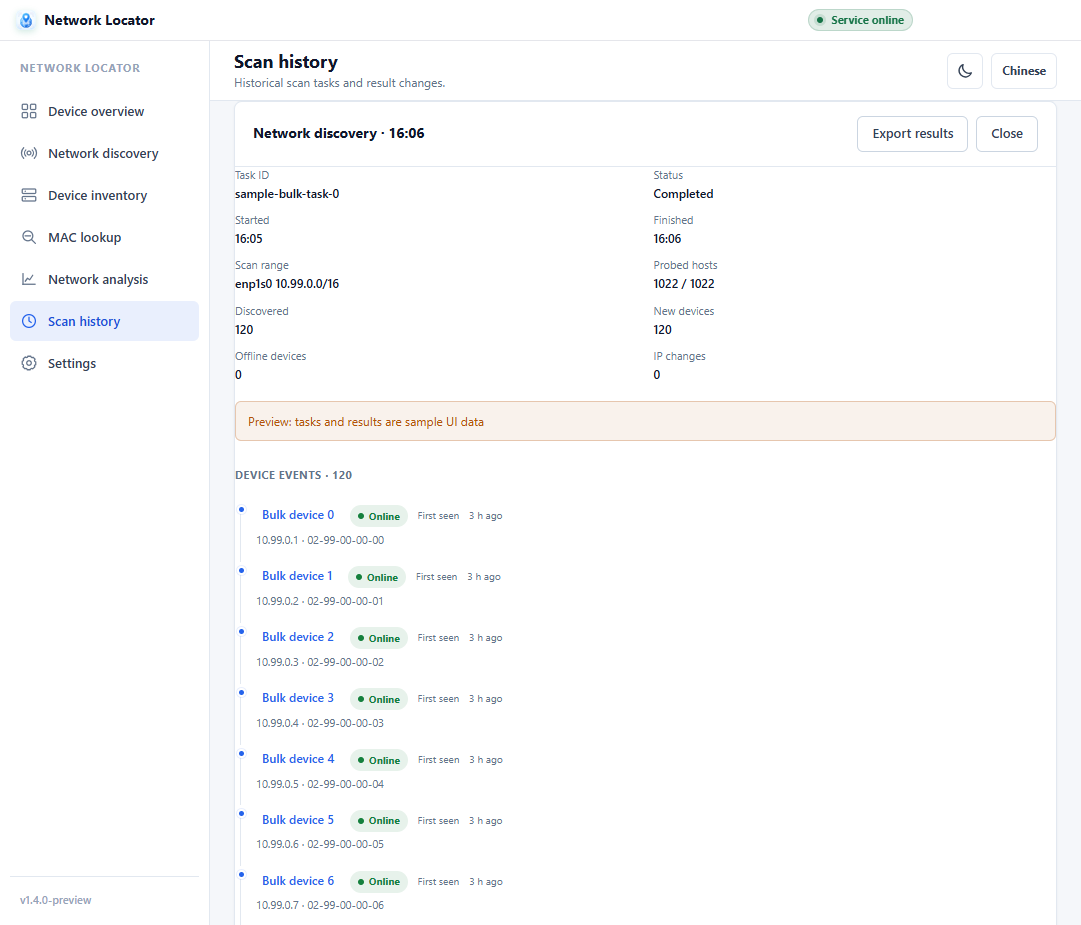 Network Locator
Service online
NETWORK LOCATOR
Device overview
Network discovery
Device inventory
MAC lookup
Network analysis
Scan history
Settings
v1.4.0-preview
Scan history
Historical scan tasks and result changes.
Chinese
Network discovery · 16:06
Export results
Close
Task ID
sample-bulk-task-0
Status
Completed
Started
16:05
Finished
16:06
Scan range
enp1s0 10.99.0.0/16
Probed hosts
1022 / 1022
Discovered
120
New devices
120
Offline devices
0
IP changes
0
Preview: tasks and results are sample UI data
DEVICE EVENTS · 120
Bulk device 0 Online First seen 3 h ago
10.99.0.1 · 02-99-00-00-00
Bulk device 1 Online First seen 3 h ago
10.99.0.2 · 02-99-00-00-01
Bulk device 2 Online First seen 3 h ago
10.99.0.3 · 02-99-00-00-02
Bulk device 3 Online First seen 3 h ago
10.99.0.4 · 02-99-00-00-03
Bulk device 4 Online First seen 3 h ago
10.99.0.5 · 02-99-00-00-04
Bulk device 5 Online First seen 3 h ago
10.99.0.6 · 02-99-00-00-05
Bulk device 6 Online First seen 3 h ago
10.99.0.7 · 02-99-00-00-06